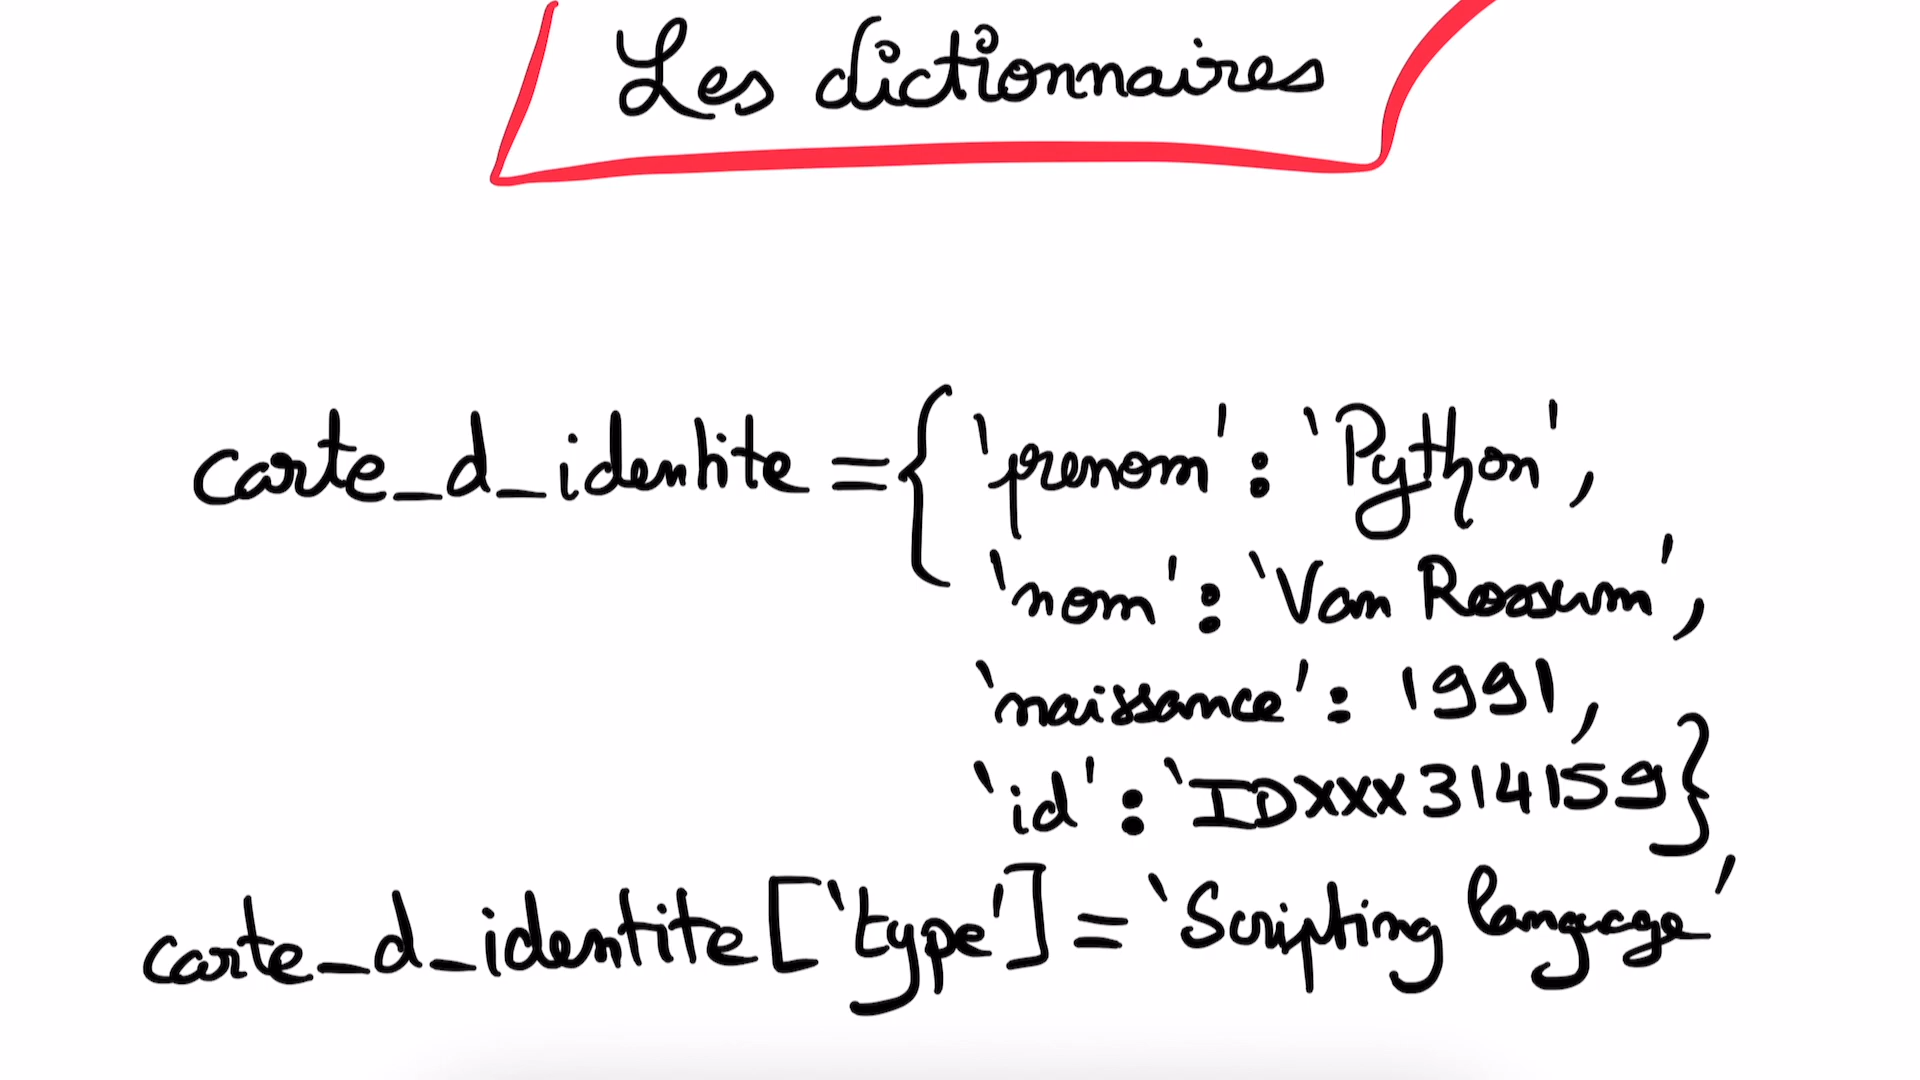 Les dictionnaires
carte_d_identite = { 'prenom' : 'Python',
'nom' : 'Van Rossum',
'naissance' : 1991,
'id' : 'IDXXX314159}
carte_d_identite['type'] = 'Scripting language'